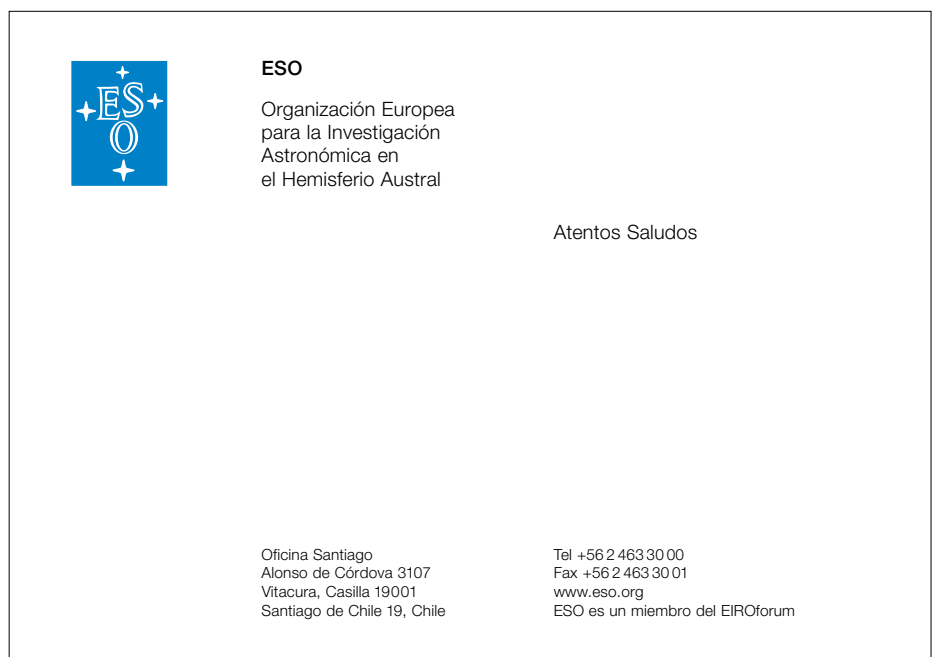 ES
O
ESO
Organización Europea
para la Investigación
Astronómica en
el Hemisferio Austral
Atentos Saludos
Oficina Santiago
Alonso de Córdova 3107
Vitacura, Casilla 19001
Santiago de Chile 19, Chile
Tel +56 2 463 30 00
Fax +56 2 463 30 01
www.eso.org
ESO es un miembro del EIROforum